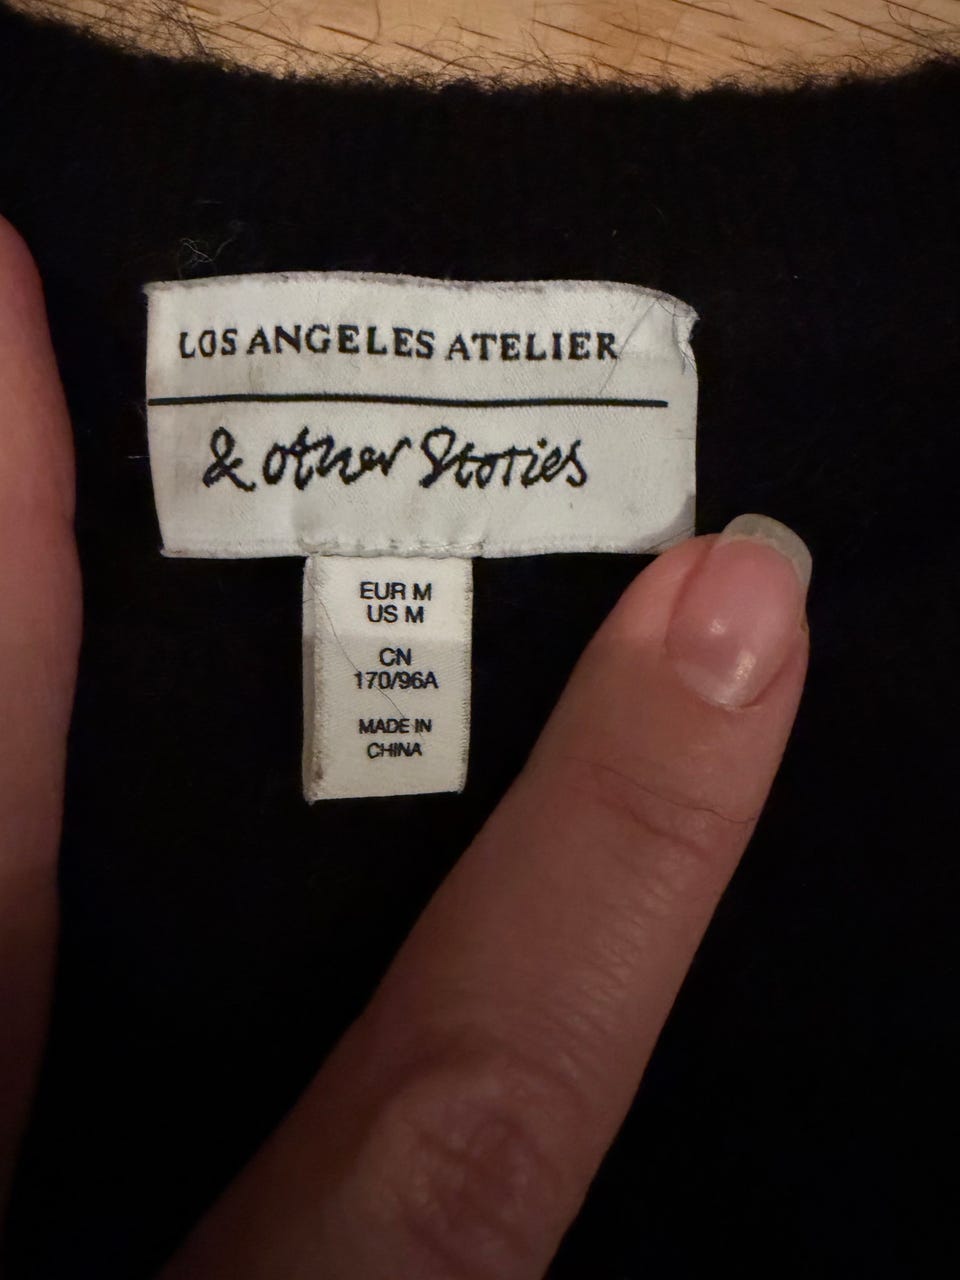 LOS ANGELES ATELIER
& other Stories
EUR M
US M
CN
170/96A
MADE IN
CHINA